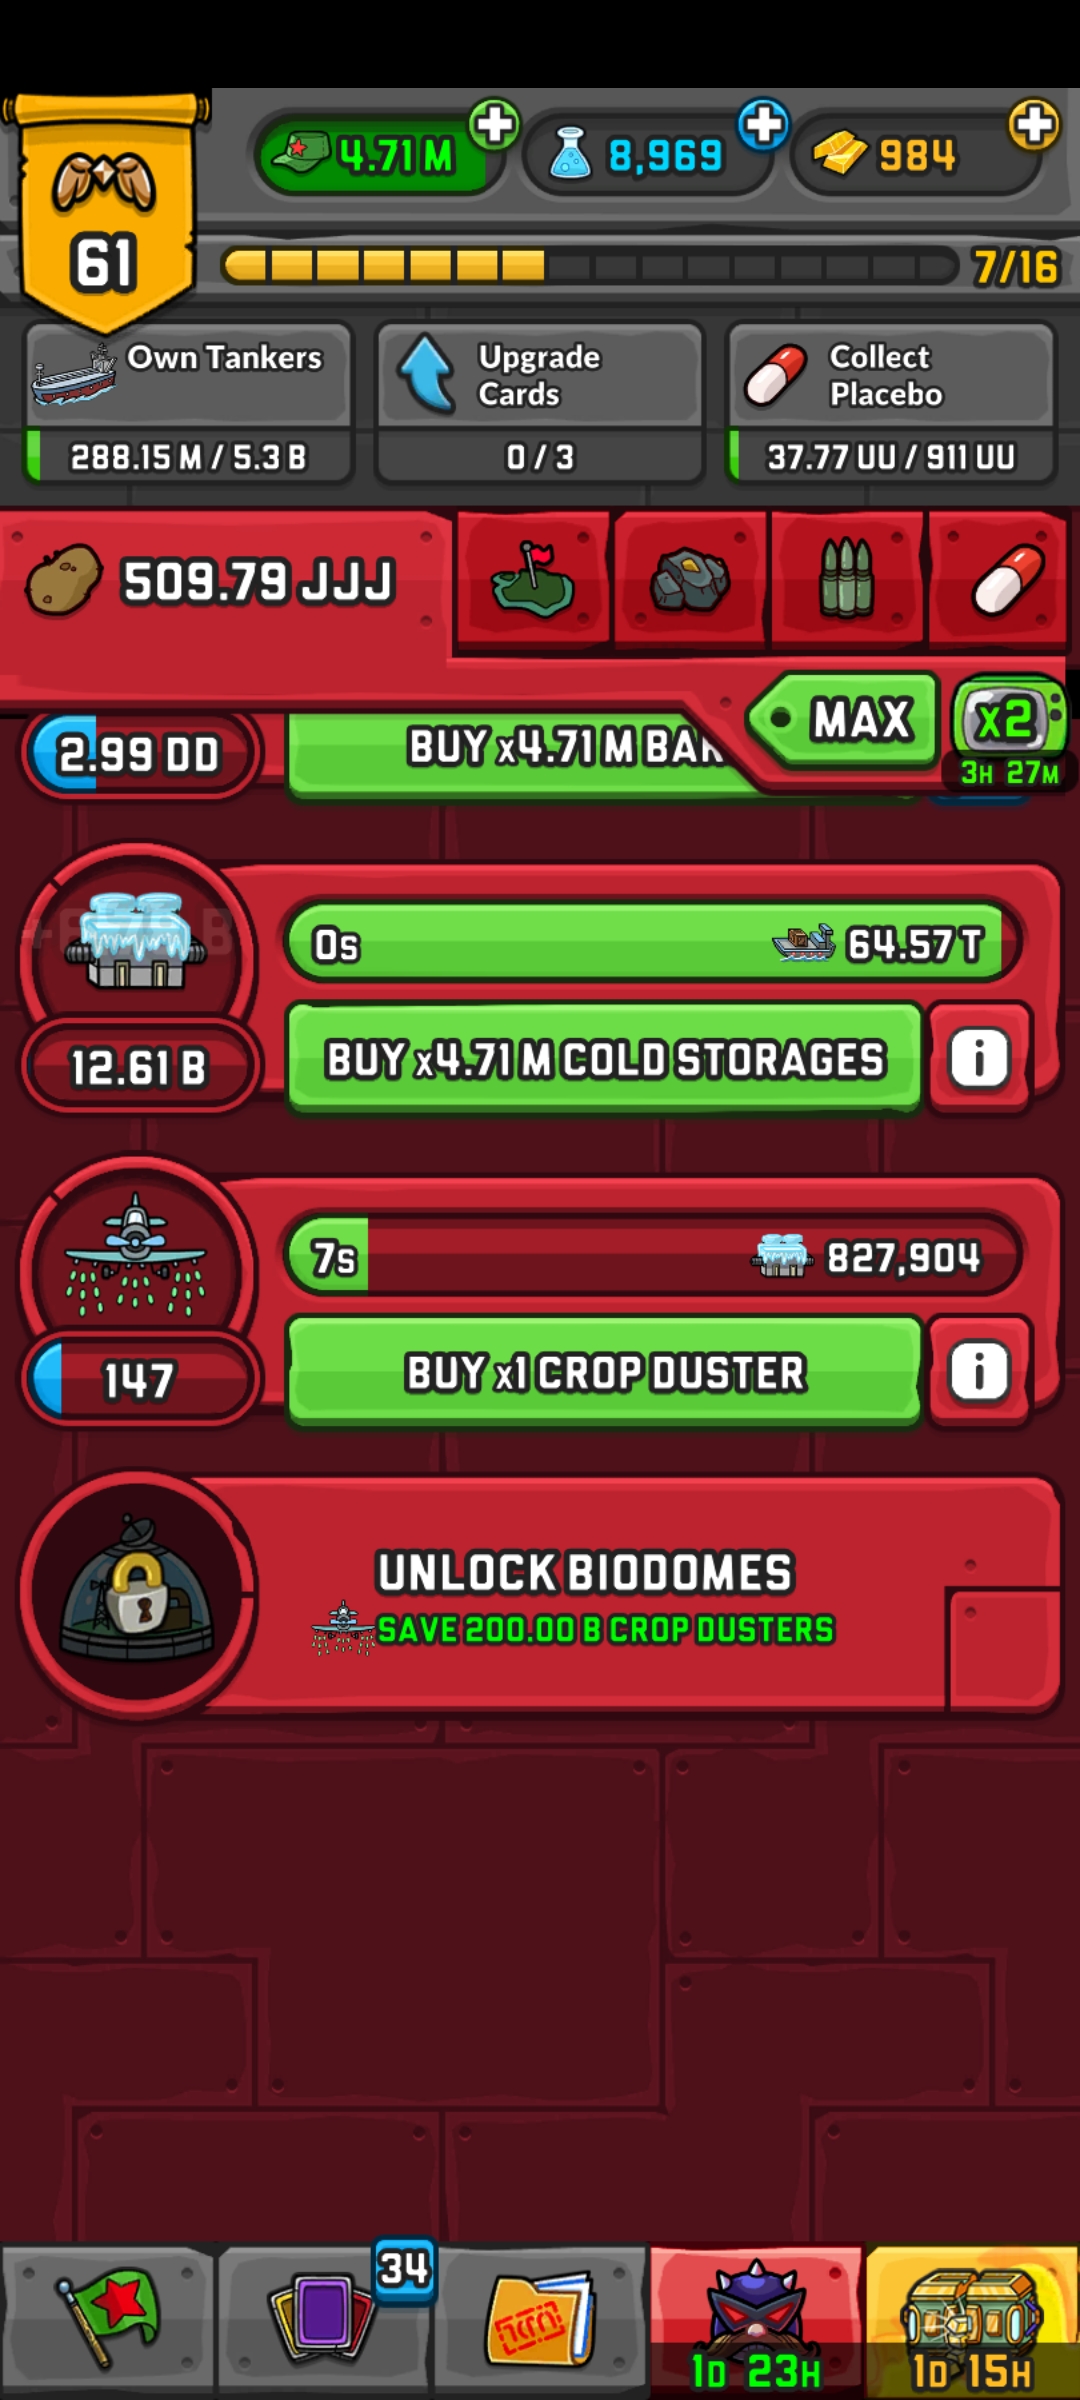 4.71 M
8,969
984
61
7/16
Own Tankers
288.15 M / 5.3 B
Upgrade
Cards
0 / 3
Collect
Placebo
37.77 UU / 911 UU
509.79 JJJ
MAX
x2
3H 27M
2.99 DD
BUY x4.71 M BAR
0s
64.57 T
12.61 B
BUY x4.71 M COLD STORAGES
i
7s
827,904
147
BUY x1 CROP DUSTER
i
UNLOCK BIODOMES
SAVE 200.00 B CROP DUSTERS
34
1D 23H
1D 15H